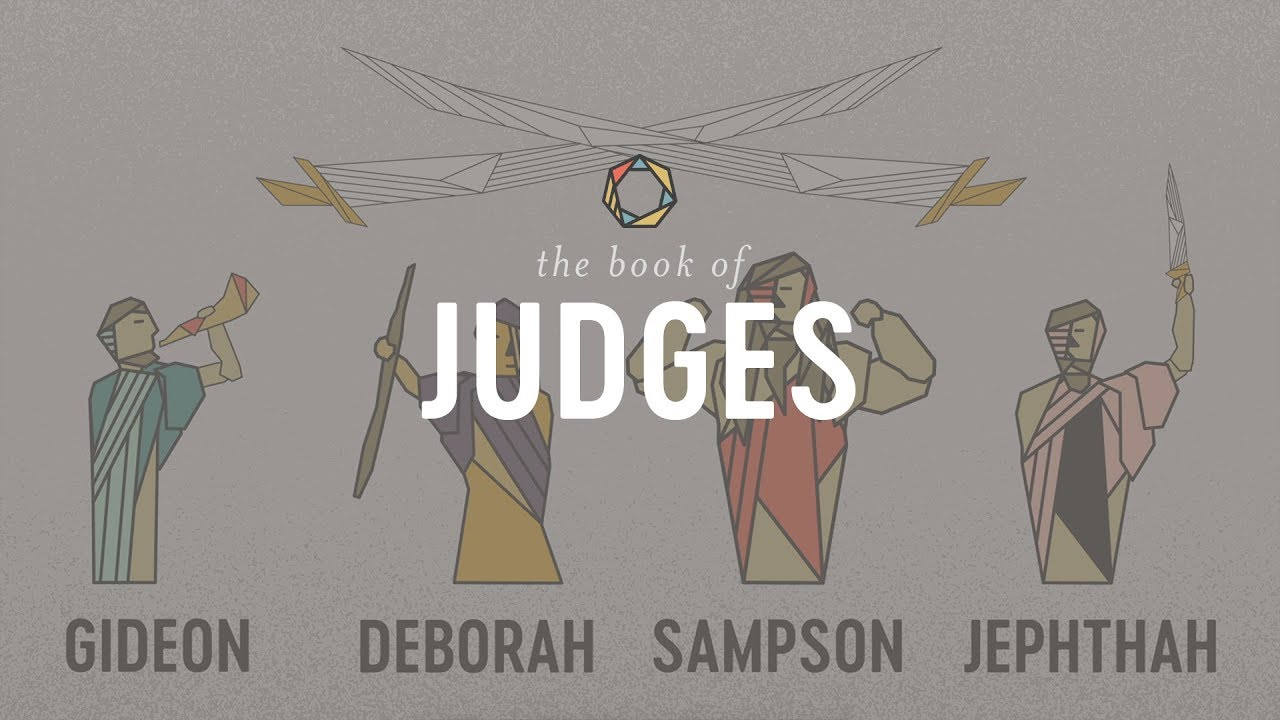 the book of
JUDGES
GIDEON DEBORAH SAMPSON JEPHTHAH